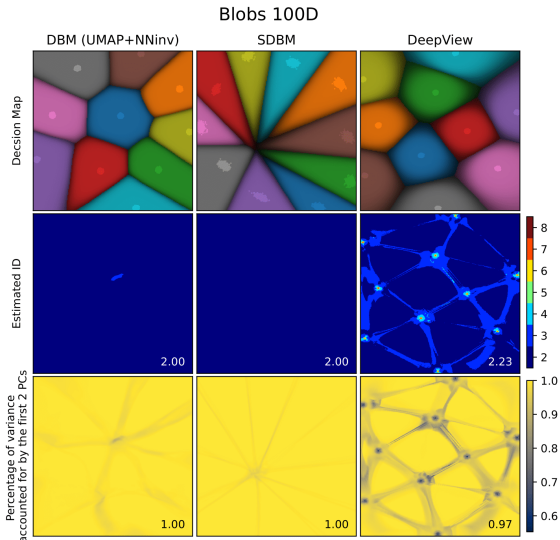 Blobs 100D
DBM (UMAP+NNinv)
SDBM
DeepView
Decsion Map
Estimated ID
2.00
2.00
2.23
8
7
6
5
4
3
2
Percentage of variance
accounted for by the first 2 PCs
1.00
1.00
0.97
1.0
0.9
0.8
0.7
0.6